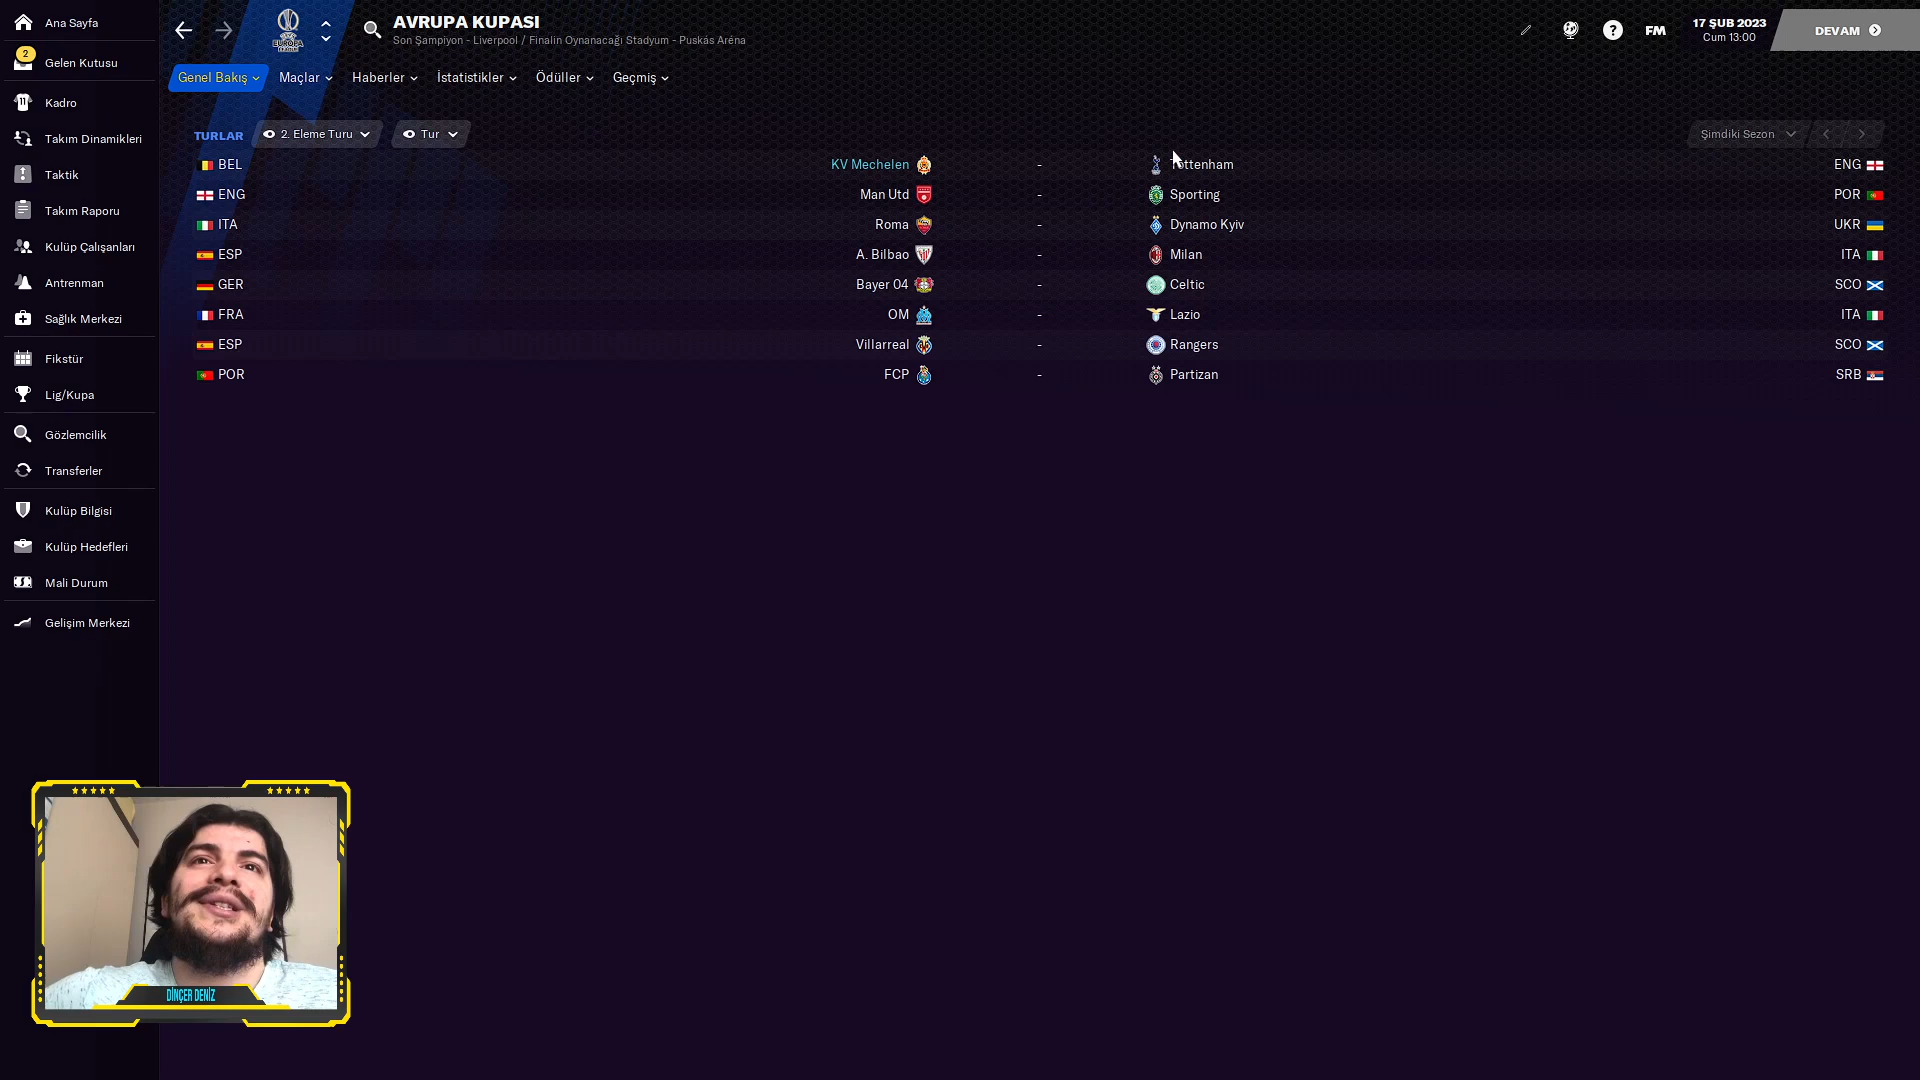 Ana Sayfa
2
Gelen Kutusu
Kadro
Takım Dinamikleri
Taktik
Takım Raporu
Kulüp Çalışanları
Antrenman
Sağlık Merkezi
Fikstür
Lig/Kupa
Gözlemcilik
Transferler
Kulüp Bilgisi
Kulüp Hedefleri
Mali Durum
Gelişim Merkezi
AVRUPA KUPASI
Son Şampiyon - Liverpool / Finalin Oynanacağı Stadyum - Puskás Aréna
FM
17 ŞUB 2023
Cum 13:00
DEVAM
Genel Bakış Maçlar Haberler İstatistikler Ödüller Geçmiş
TURLAR 2. Eleme Turu Tur Şimdiki Sezon
BEL KV Mechelen - Tottenham ENG
ENG Man Utd - Sporting POR
ITA Roma - Dynamo Kyiv UKR
ESP A. Bilbao - Milan ITA
GER Bayer 04 - Celtic SCO
FRA OM - Lazio ITA
ESP Villarreal - Rangers SCO
POR FCP - Partizan SRB
DİNÇER DENİZ